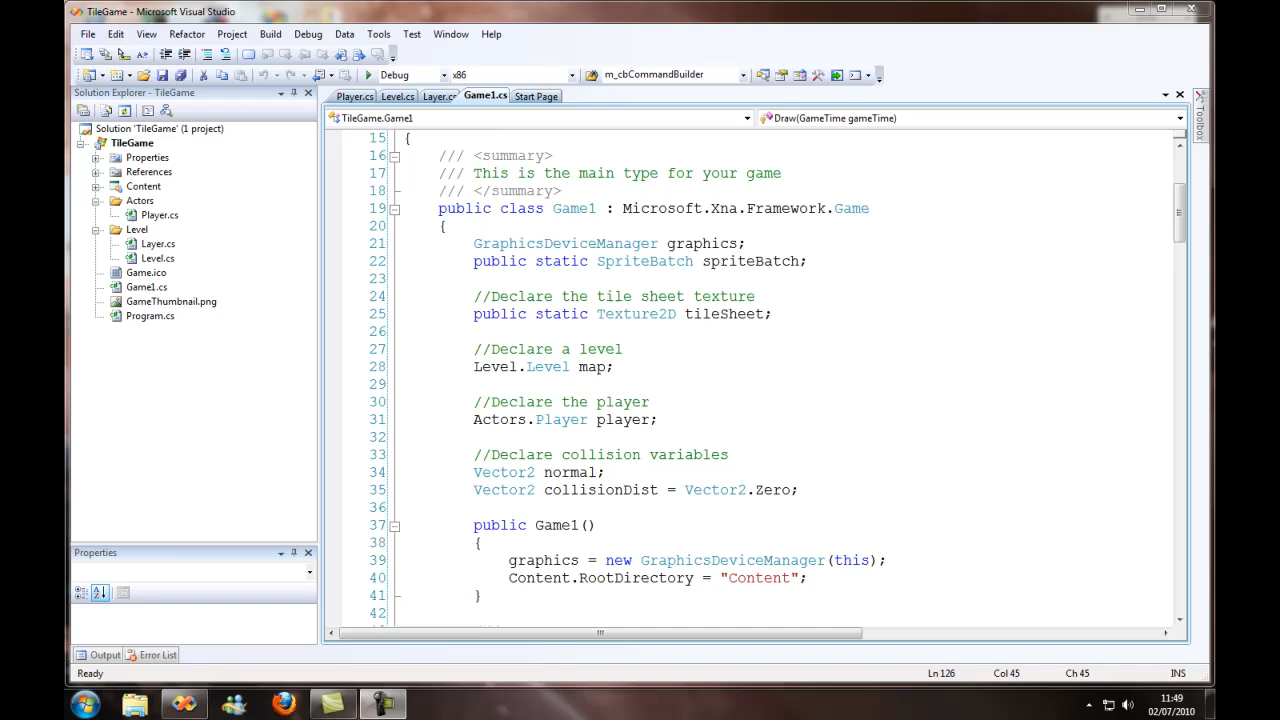 TileGame - Microsoft Visual Studio
File Edit View Refactor Project Build Debug Data Tools Test Window Help
Debug x86 m_cbCommandBuilder
Solution Explorer - TileGame
Solution 'TileGame' (1 project)
TileGame
Properties
References
Content
Actors
Player.cs
Level
Layer.cs
Level.cs
Game.ico
Game1.cs
GameThumbnail.png
Program.cs
Properties
Output Error List
Player.cs Level.cs Layer.cs Game1.cs Start Page
TileGame.Game1 Draw(GameTime gameTime)
15 {
16 /// <summary>
17 /// This is the main type for your game
18 /// </summary>
19 public class Game1 : Microsoft.Xna.Framework.Game
20 {
21 GraphicsDeviceManager graphics;
22 public static SpriteBatch spriteBatch;
23
24 //Declare the tile sheet texture
25 public static Texture2D tileSheet;
26
27 //Declare a level
28 Level.Level map;
29
30 //Declare the player
31 Actors.Player player;
32
33 //Declare collision variables
34 Vector2 normal;
35 Vector2 collisionDist = Vector2.Zero;
36
37 public Game1()
38 {
39 graphics = new GraphicsDeviceManager(this);
40 Content.RootDirectory = "Content";
41 }
42
Toolbox
Ready Ln 126 Col 45 Ch 45 INS
11:49
02/07/2010